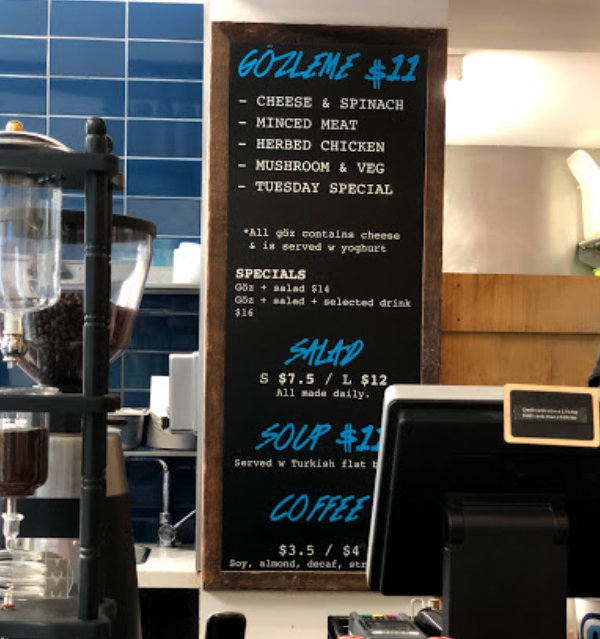 GÖZLEME $11
- CHEESE & SPINACH
- MINCED MEAT
- HERBED CHICKEN
- MUSHROOM & VEG
- TUESDAY SPECIAL
*All göz contains cheese
& is served w yoghurt
SPECIALS
Göz + salad $14
Göz + salad + selected drink
$16
SALAD
S $7.5 / L $12
All made daily.
SOUP
Served w Turkish flat
COFFEE
$3.5 / $4
Soy, almond, decaf,